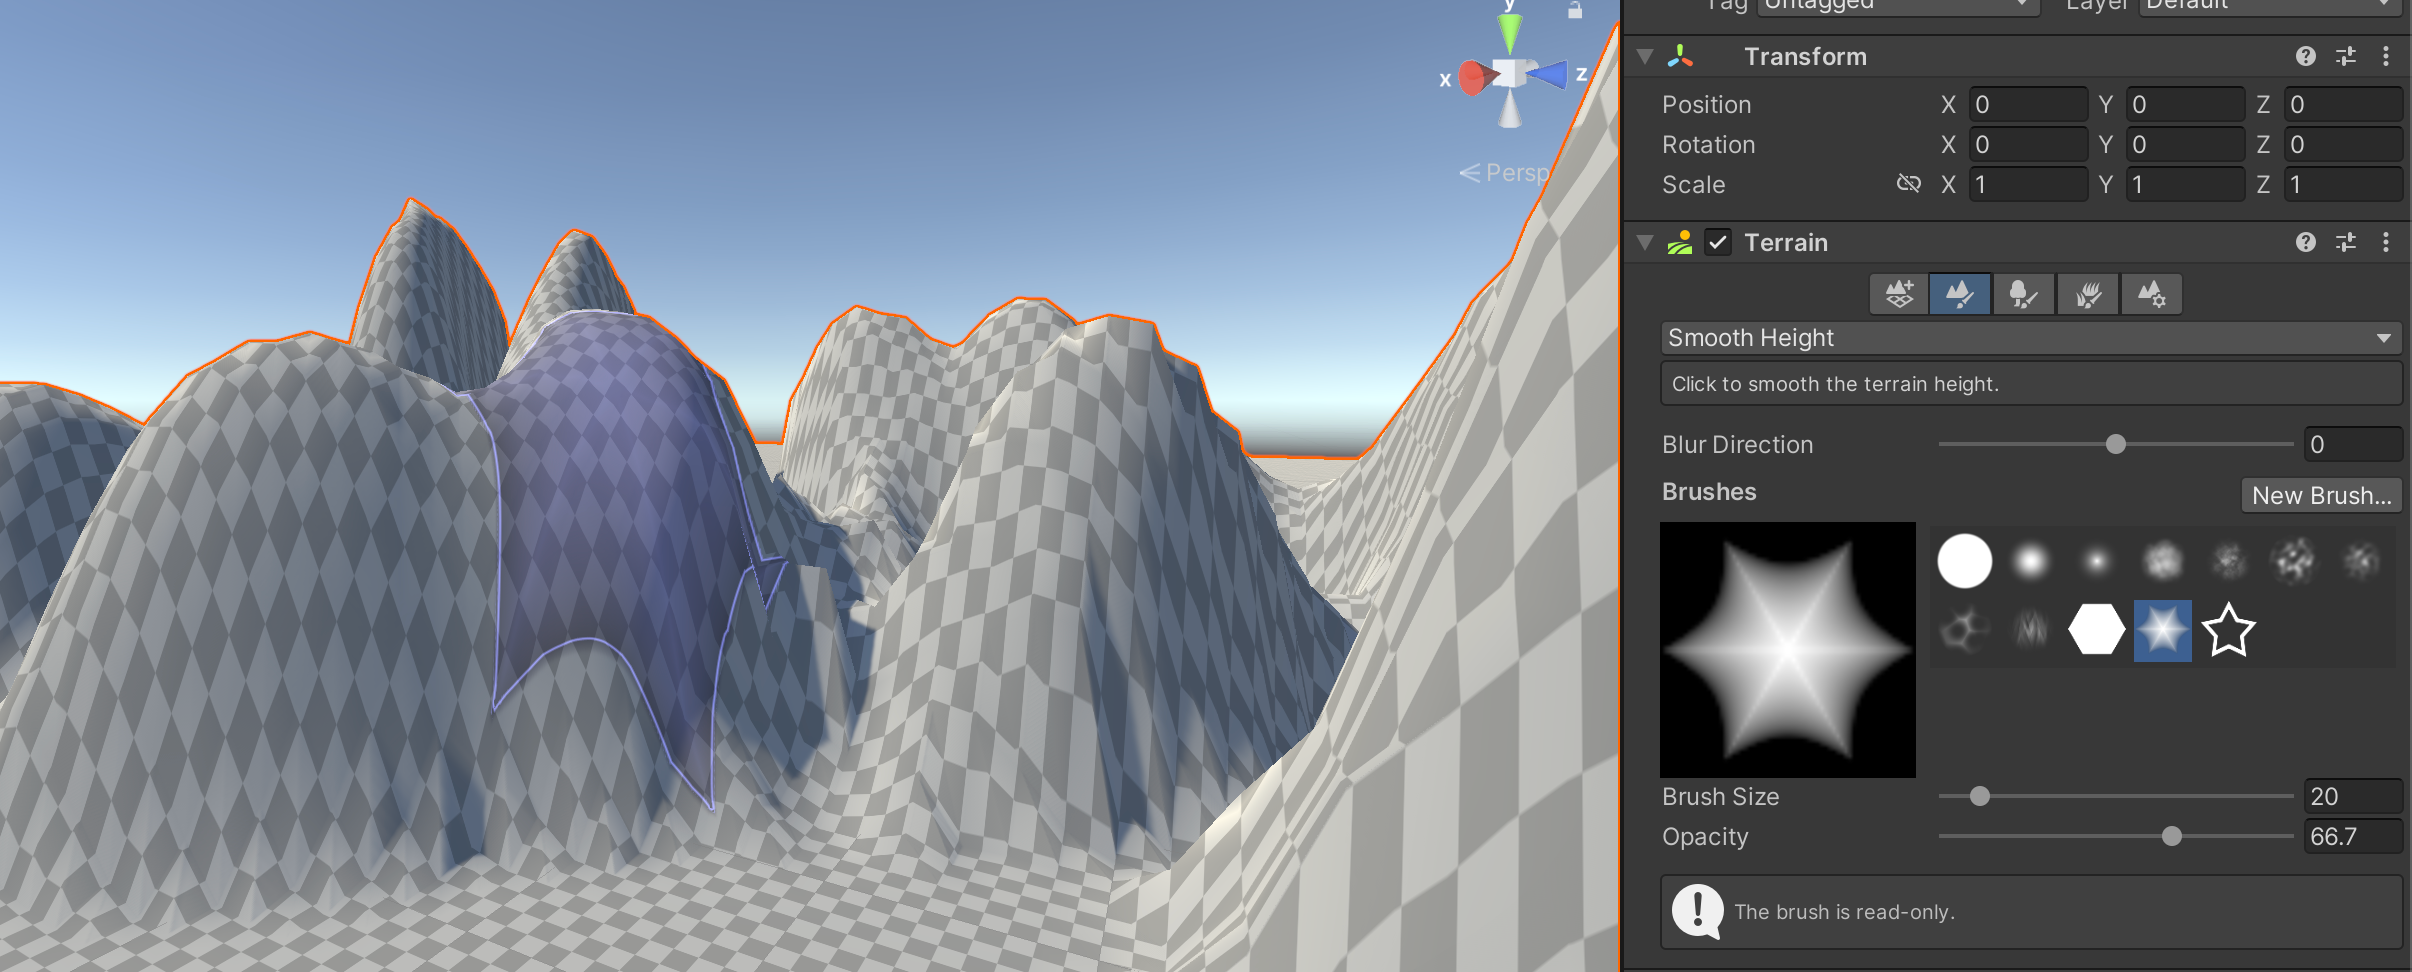 y
x
z
Persp
Tag Untagged Layer Default
Transform
Position X 0 Y 0 Z 0
Rotation X 0 Y 0 Z 0
Scale X 1 Y 1 Z 1
Terrain
Smooth Height
Click to smooth the terrain height.
Blur Direction 0
Brushes
New Brush...
Brush Size 20
Opacity 66.7
The brush is read-only.